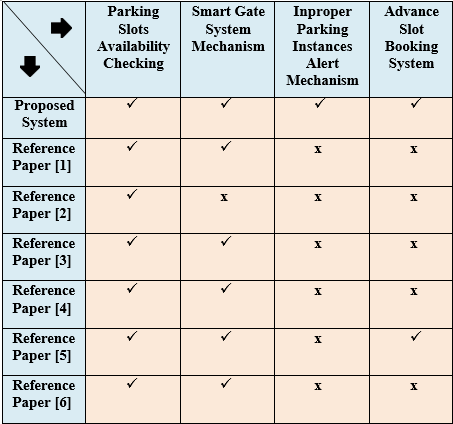 Parking Slots Availability Checking
Smart Gate System Mechanism
Inproper Parking Instances Alert Mechanism
Advance Slot Booking System
Proposed System ✓ ✓ ✓ ✓
Reference Paper [1] ✓ ✓ x x
Reference Paper [2] ✓ x x x
Reference Paper [3] ✓ ✓ x x
Reference Paper [4] ✓ ✓ x x
Reference Paper [5] ✓ ✓ x ✓
Reference Paper [6] ✓ ✓ x x